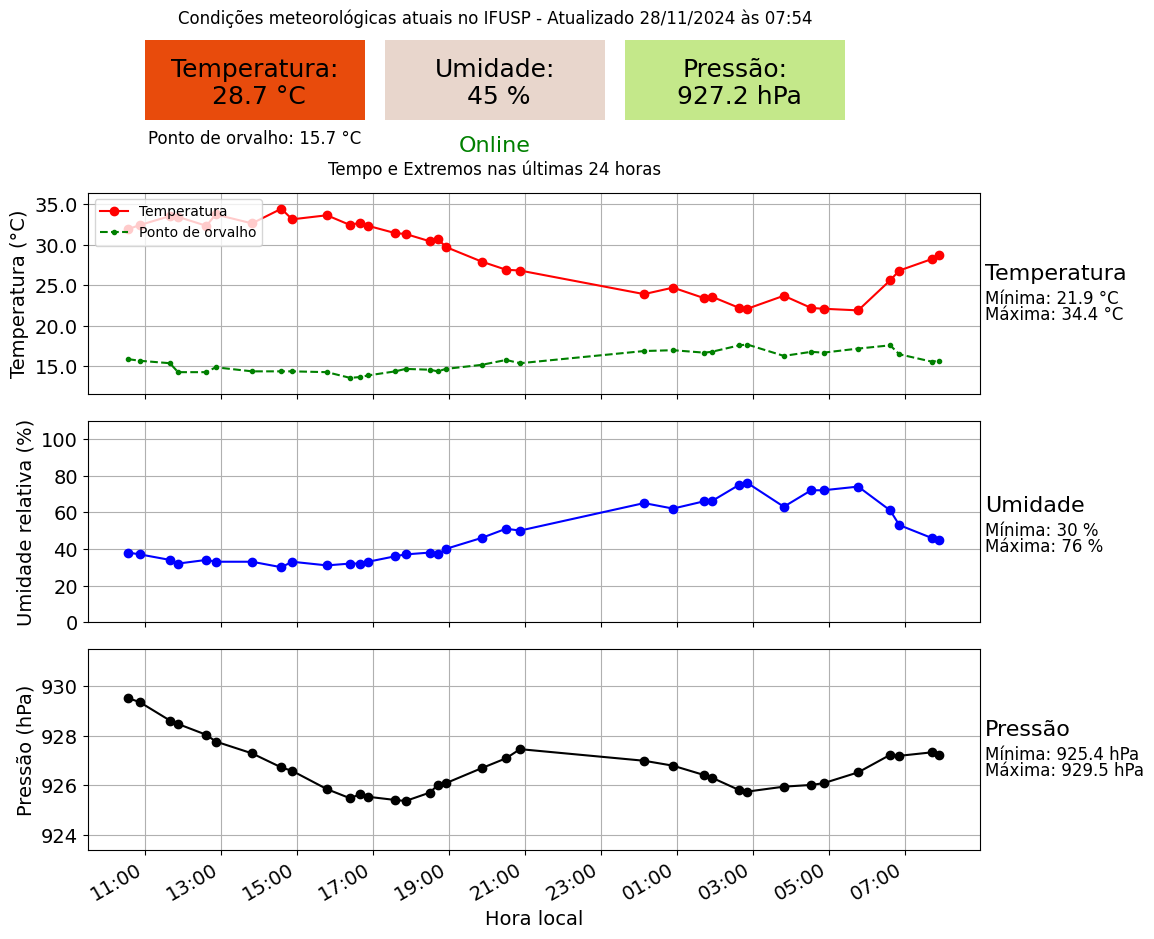 Condições meteorológicas atuais no IFUSP - Atualizado 28/11/2024 às 07:54
Temperatura:
28.7 °C
Umidade:
45 %
Pressão:
927.2 hPa
Ponto de orvalho: 15.7 °C
Online
Tempo e Extremos nas últimas 24 horas
Temperatura (°C)
35.0
30.0
25.0
20.0
15.0
Temperatura
Ponto de orvalho
Temperatura
Mínima: 21.9 °C
Máxima: 34.4 °C
Umidade relativa (%)
100
80
60
40
20
0
Umidade
Mínima: 30 %
Máxima: 76 %
Pressão (hPa)
930
928
926
924
Pressão
Mínima: 925.4 hPa
Máxima: 929.5 hPa
11:00
13:00
15:00
17:00
19:00
21:00
23:00
01:00
03:00
05:00
07:00
Hora local